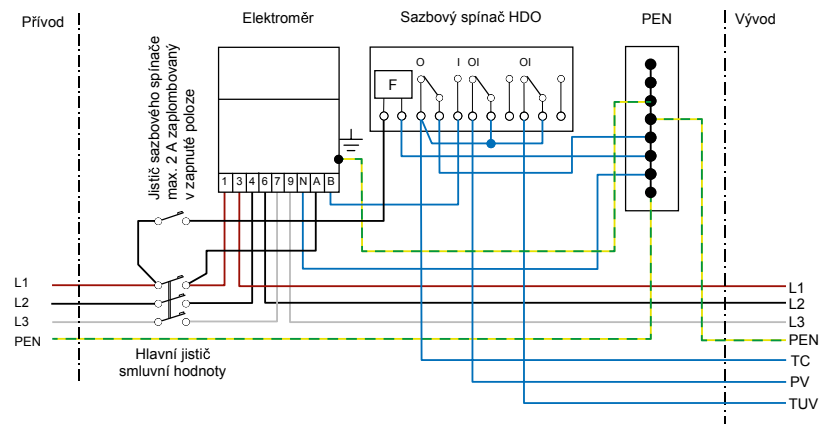 Přívod
Elektroměr
Sazbový spínač HDO
PEN
Vývod
Jistič sazbového spínače
max. 2 A zaplombovaný
v zapnuté poloze
F
O
I
OI
OI
1 3 4 6 7 9 N A B
L1
L2
L3
PEN
Hlavní jistič
smluvní hodnoty
L1
L2
L3
PEN
TC
PV
TUV